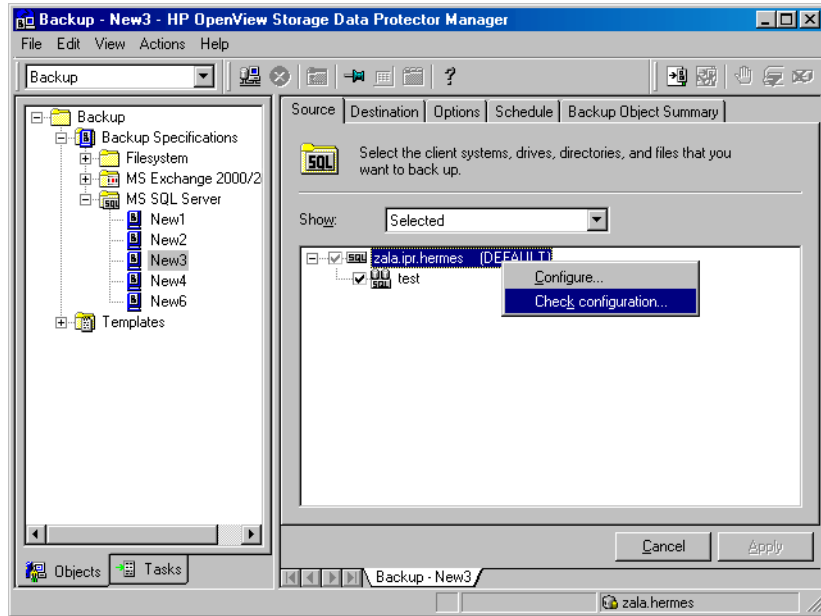 Backup - New3 - HP OpenView Storage Data Protector Manager
File Edit View Actions Help
Backup
Backup
Backup Specifications
Filesystem
MS Exchange 2000/2
MS SQL Server
New1
New2
New3
New4
New6
Templates
Objects Tasks
Source Destination Options Schedule Backup Object Summary
SQL
Select the client systems, drives, directories, and files that you
want to back up.
Show: Selected
SQL zala.ipr.hermes (DEFAULT)
SQL test
Configure...
Check configuration...
Cancel Apply
Backup - New3
zala.hermes